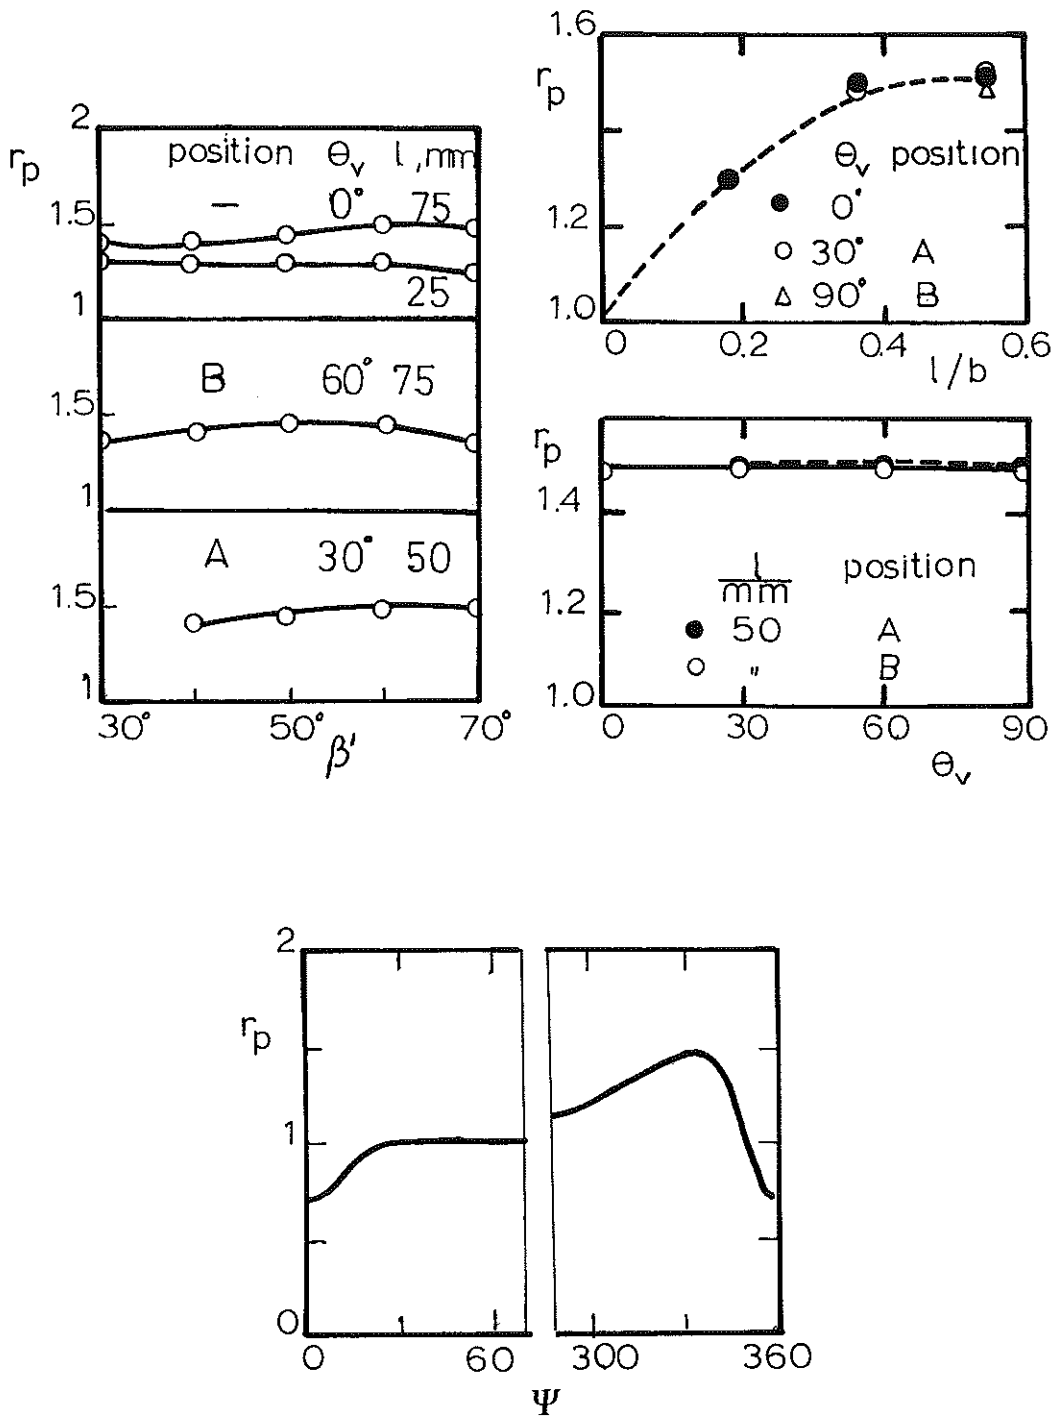 2
r_p
position θ_v l,mm
– 0° 75
1.5
25
1
B 60° 75
1.5
1
A 30° 50
1.5
1
30° 50° 70°
β'
1.6
r_p
θ_v position
● 0°
1.2
○ 30° A
△ 90° B
1.0
0 0.2 0.4 0.6
l/b
r_p
1.4
l/mm position
1.2
● 50 A
○ " B
1.0
0 30 60 90
θ_v
2
r_p
1
0
0 60 300 360
Ψ